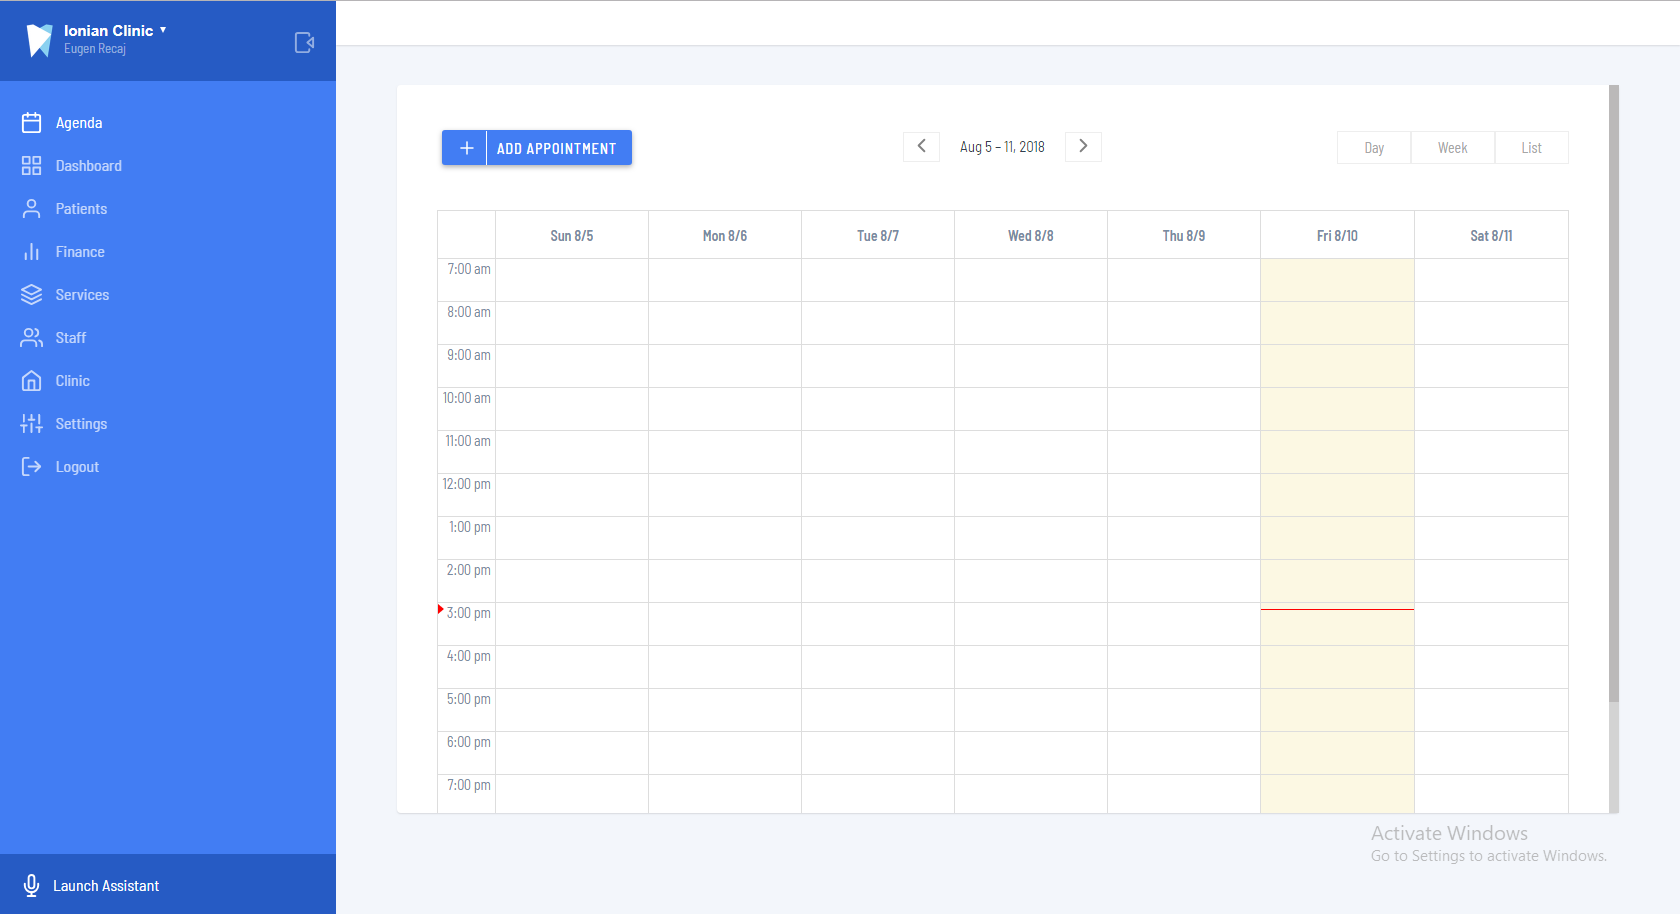 Ionian Clinic
Eugen Recaj
Agenda
Dashboard
Patients
Finance
Services
Staff
Clinic
Settings
Logout
Launch Assistant
+ ADD APPOINTMENT
Aug 5 – 11, 2018
Day Week List
Sun 8/5 Mon 8/6 Tue 8/7 Wed 8/8 Thu 8/9 Fri 8/10 Sat 8/11
7:00 am
8:00 am
9:00 am
10:00 am
11:00 am
12:00 pm
1:00 pm
2:00 pm
3:00 pm
4:00 pm
5:00 pm
6:00 pm
7:00 pm
Activate Windows
Go to Settings to activate Windows.